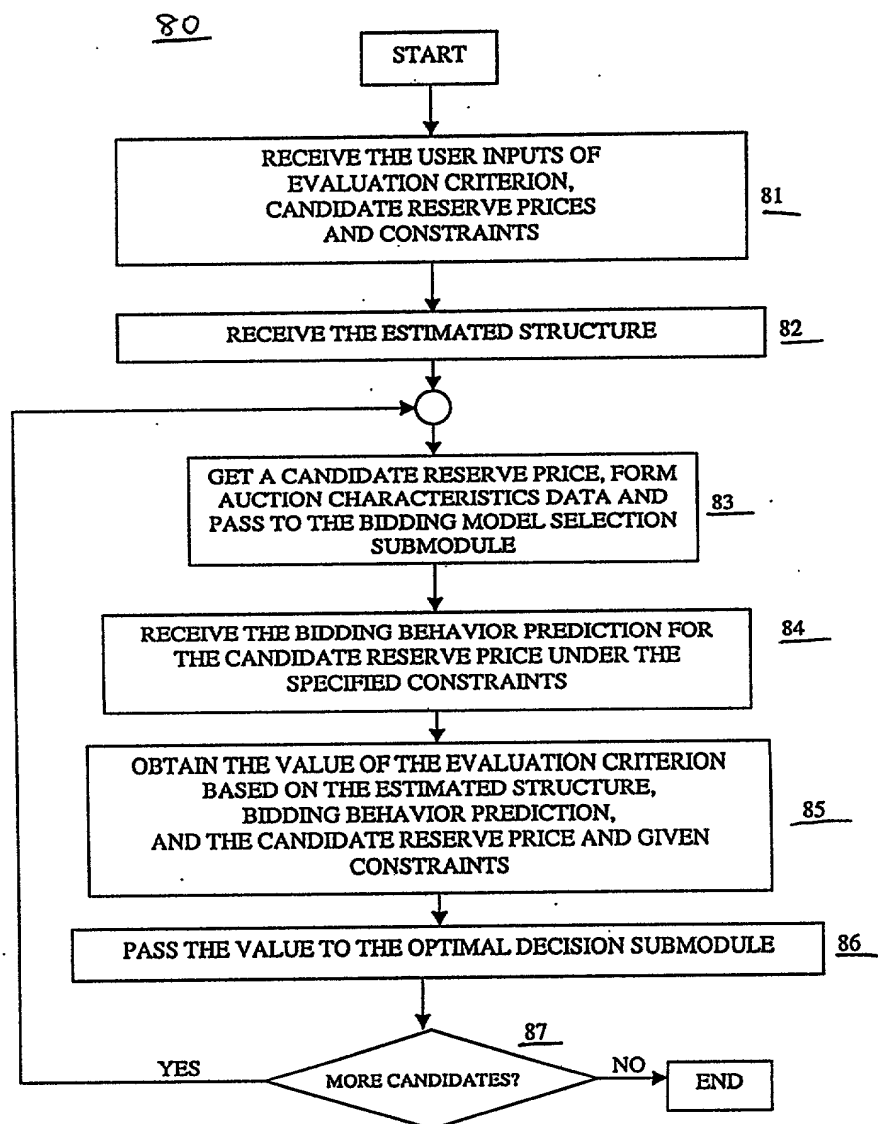 80
START
RECEIVE THE USER INPUTS OF
EVALUATION CRITERION,
CANDIDATE RESERVE PRICES
AND CONSTRAINTS
81
RECEIVE THE ESTIMATED STRUCTURE
82
GET A CANDIDATE RESERVE PRICE, FORM
AUCTION CHARACTERISTICS DATA AND
PASS TO THE BIDDING MODEL SELECTION
SUBMODULE
83
RECEIVE THE BIDDING BEHAVIOR PREDICTION FOR
THE CANDIDATE RESERVE PRICE UNDER THE
SPECIFIED CONSTRAINTS
84
OBTAIN THE VALUE OF THE EVALUATION CRITERION
BASED ON THE ESTIMATED STRUCTURE,
BIDDING BEHAVIOR PREDICTION,
AND THE CANDIDATE RESERVE PRICE AND GIVEN
CONSTRAINTS
85
PASS THE VALUE TO THE OPTIMAL DECISION SUBMODULE
86
87
YES
MORE CANDIDATES?
NO
END